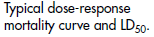 Typical dose-response
mortality curve and LD50.